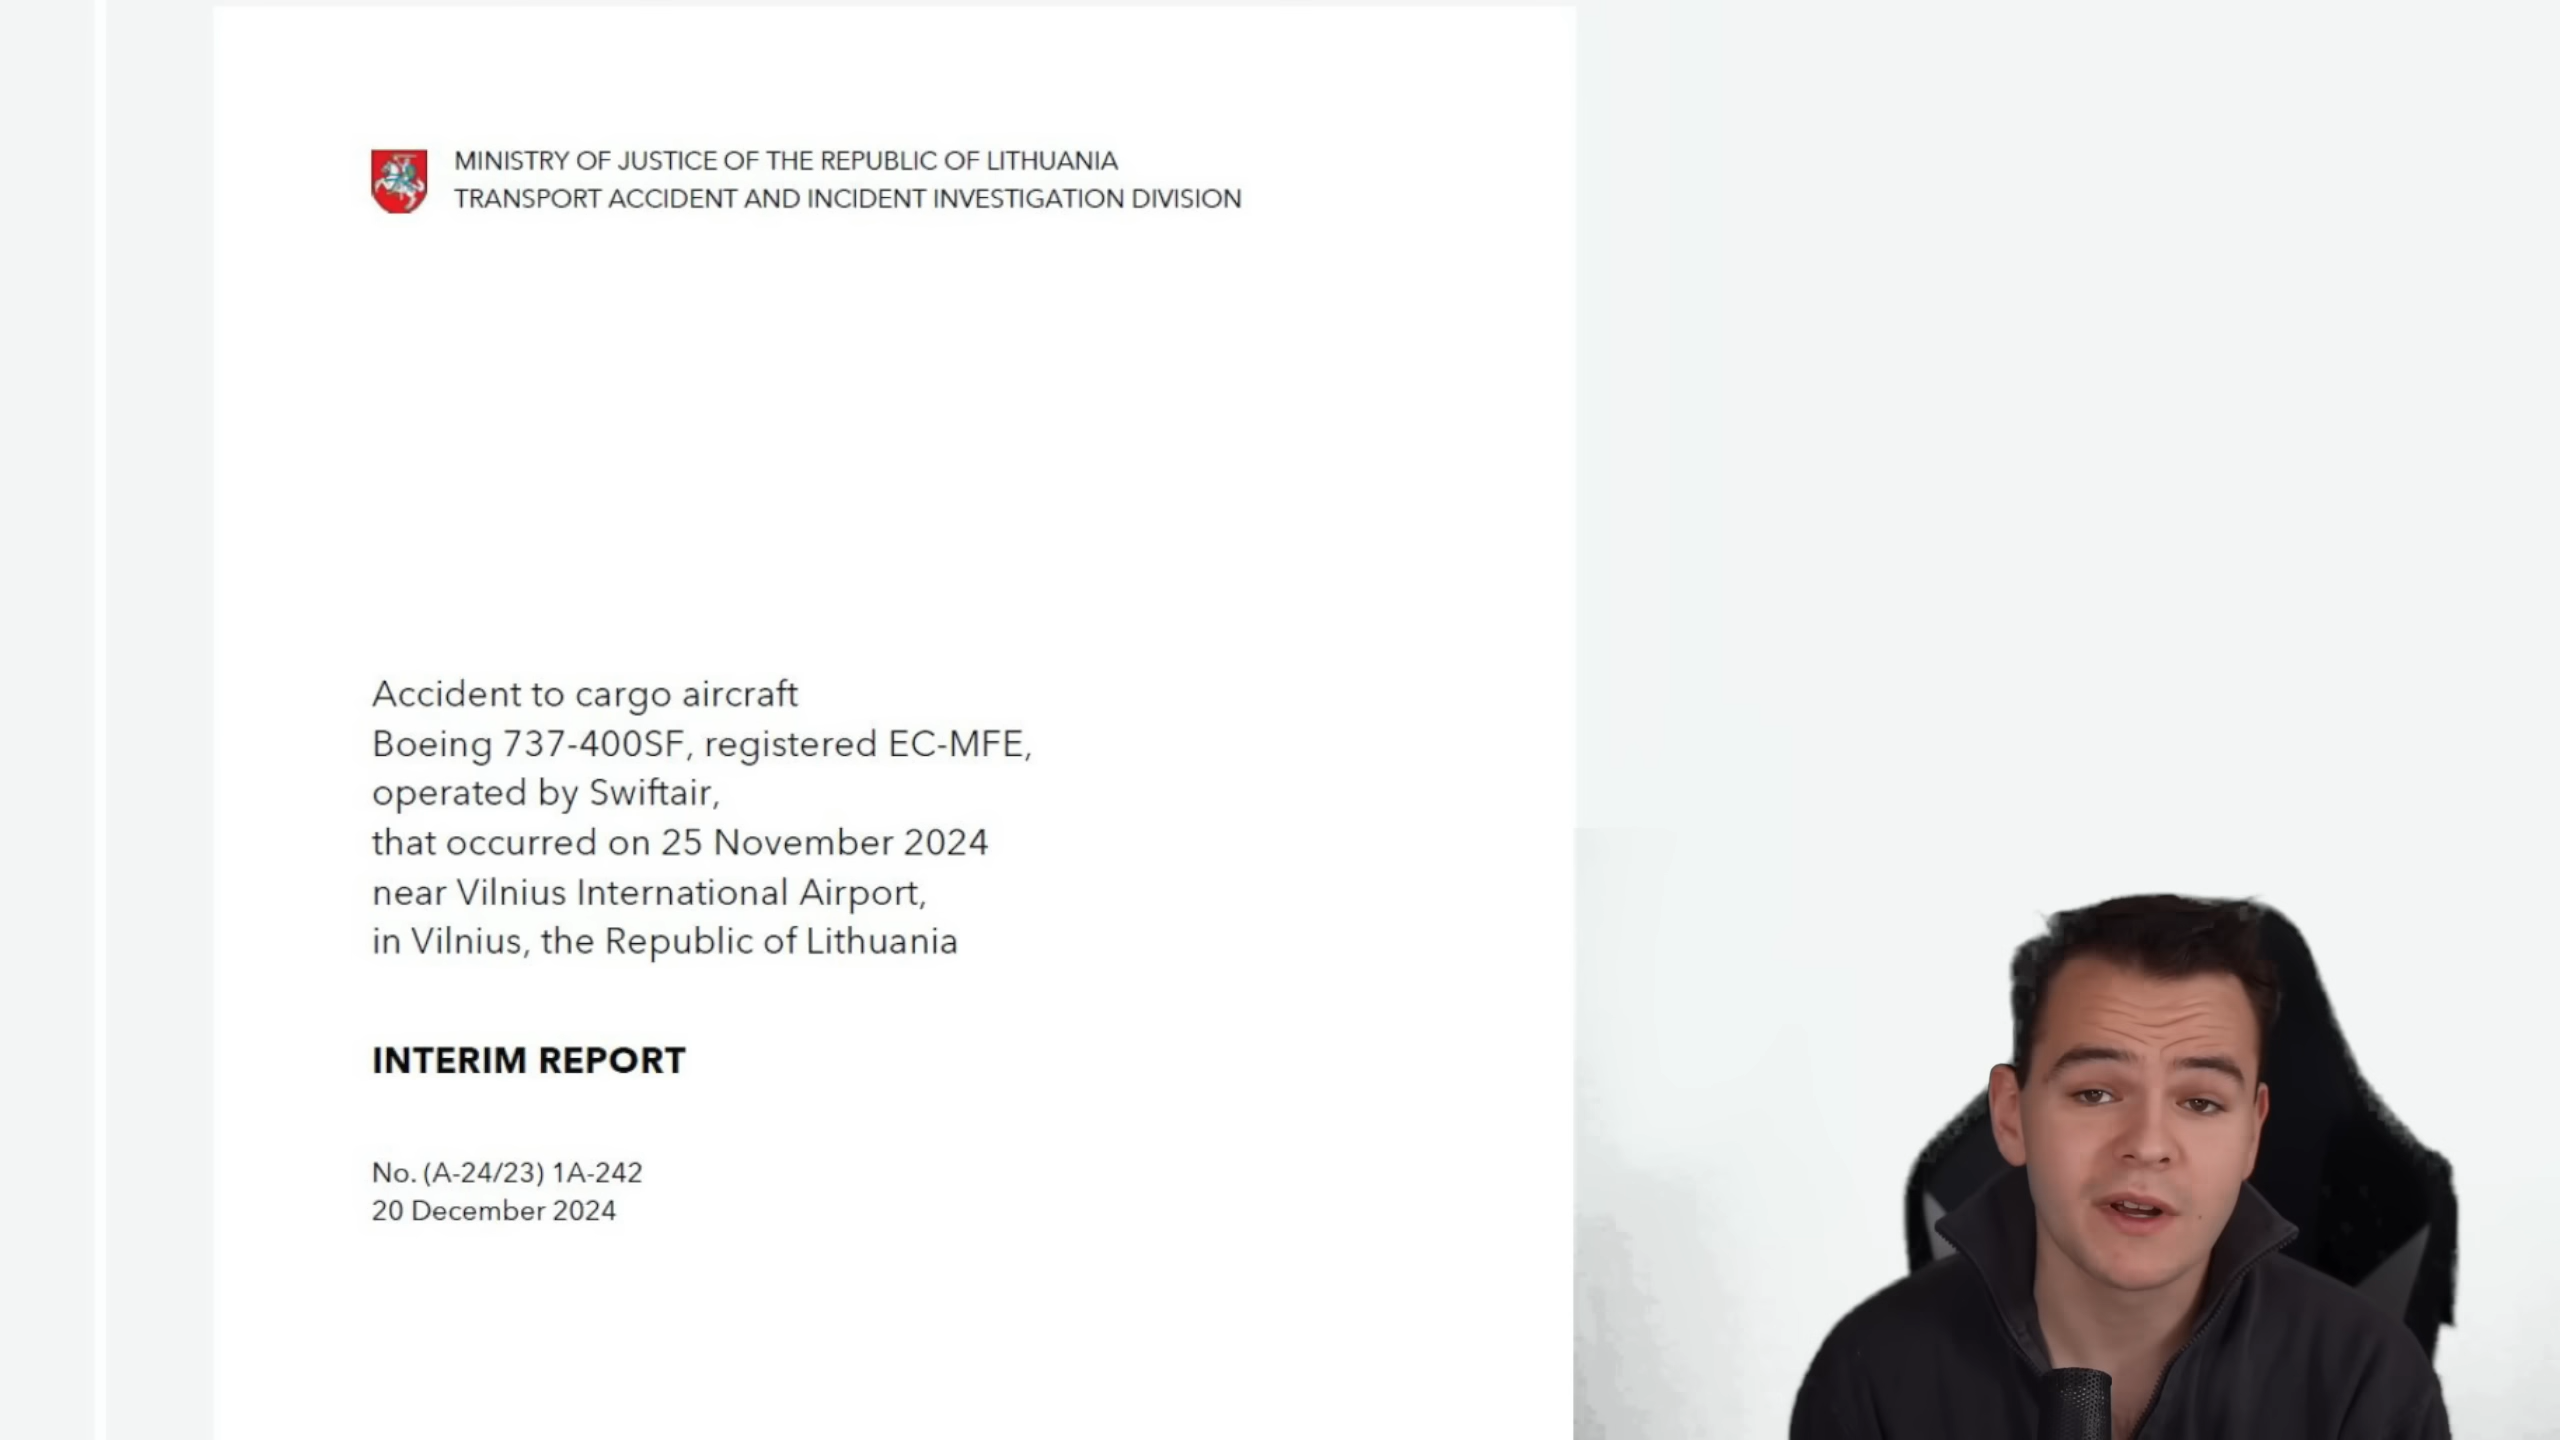 MINISTRY OF JUSTICE OF THE REPUBLIC OF LITHUANIA
TRANSPORT ACCIDENT AND INCIDENT INVESTIGATION DIVISION
Accident to cargo aircraft
Boeing 737-400SF, registered EC-MFE,
operated by Swiftair,
that occurred on 25 November 2024
near Vilnius International Airport,
in Vilnius, the Republic of Lithuania
INTERIM REPORT
No. (A-24/23) 1A-242
20 December 2024